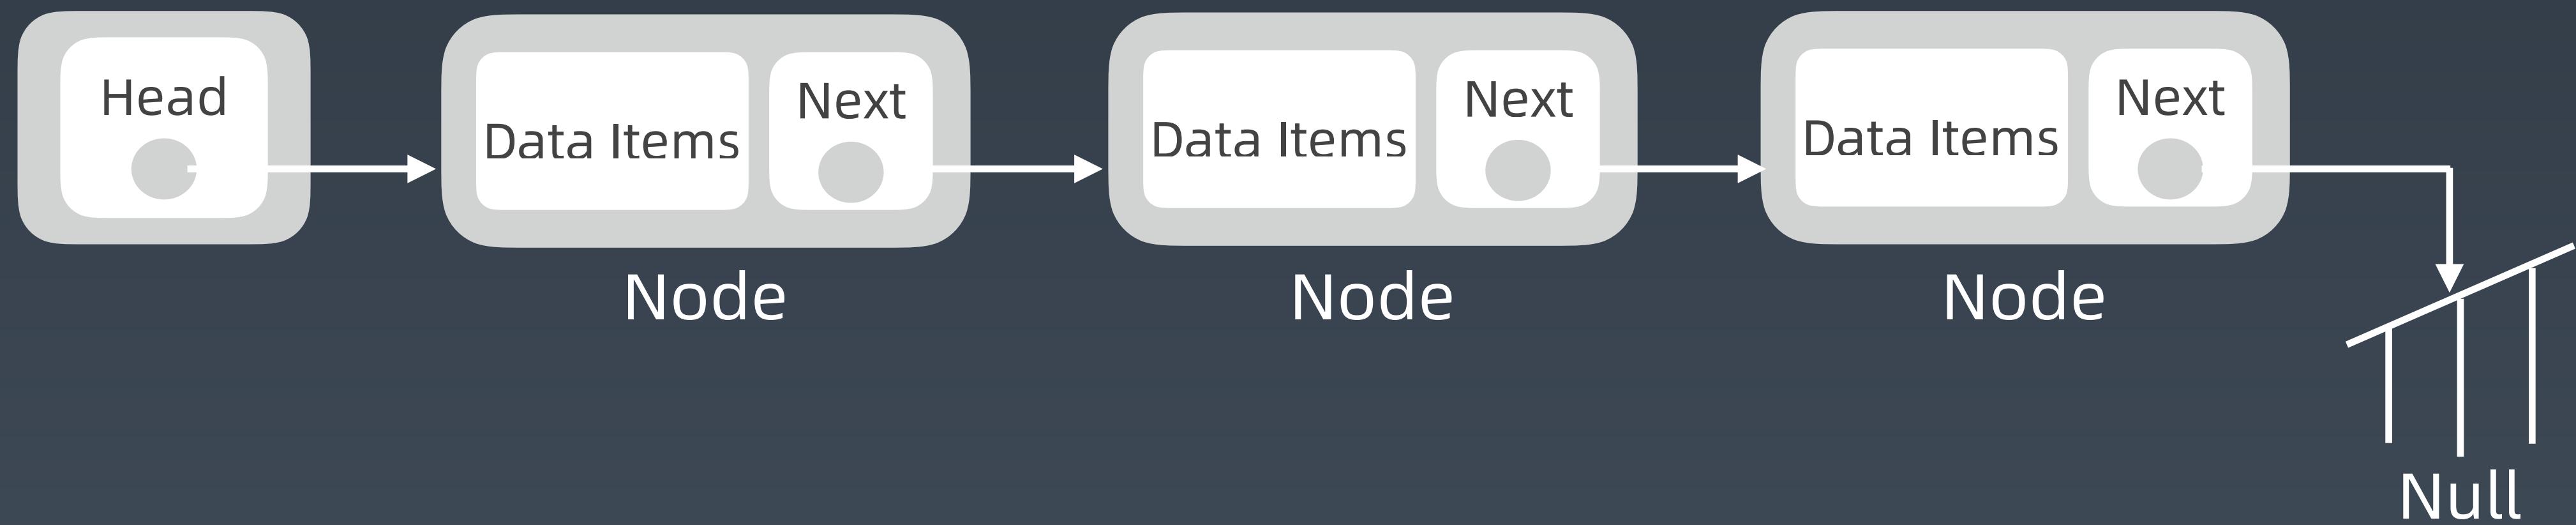 Head
Data Items
Next
Node
Data Items
Next
Node
Data Items
Next
Node
Null